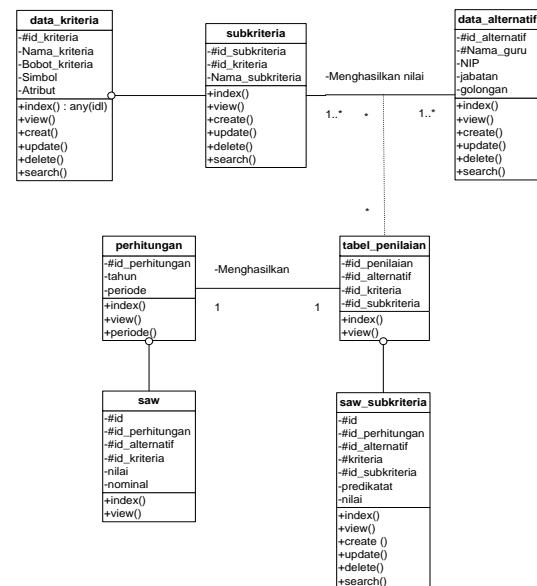 data_kriteria
-#id_kriteria
-Nama_kriteria
-Bobot_kriteria
-Simbol
-Atribut
+index() : any(idl)
+view()
+creat()
+update()
+delete()
+search()
subkriteria
-#id_subkriteria
-#id_kriteria
-Nama_subkriteria
+index()
+view()
+create()
+update()
+delete()
+search()
-Menghasilkan nilai
1..*
*
1..*
*
data_alternatif
-#id_alternatif
-#Nama_guru
-NIP
-jabatan
-golongan
+index()
+view()
+create()
+update()
+delete()
+search()
perhitungan
-#id_perhitungan
-tahun
-periode
+index()
+view()
+periode()
-Menghasilkan
1
1
tabel_penilaian
-#id_penilaian
-#id_alternatif
-#id_kriteria
-#id_subkriteria
+index()
+view()
saw
-#id
-#id_perhitungan
-#id_alternatif
-#id_kriteria
-nilai
-nominal
+index()
+view()
saw_subkriteria
-#id
-#id_perhitungan
-#id_alternatif
-#kriteria
-#id_subkriteria
-predikatat
-nilai
+index()
+view()
+create ()
+update()
+delete()
+search()